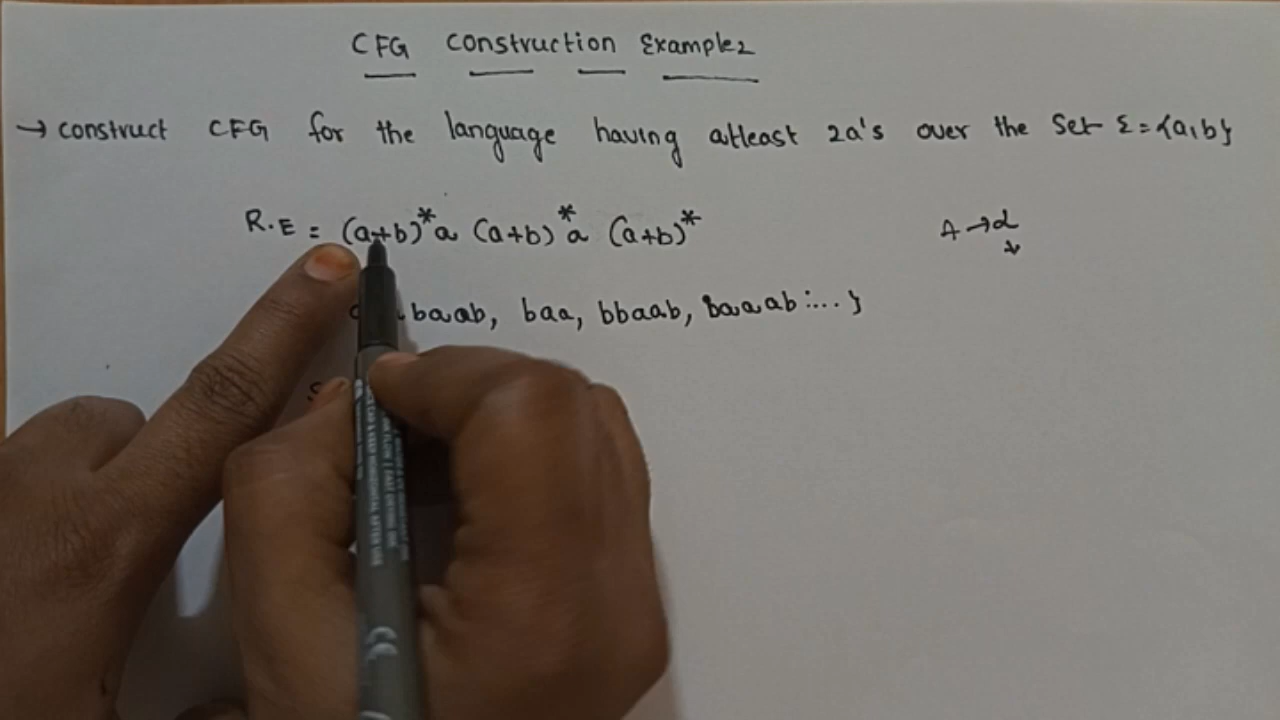 CFG Construction Example2
→ construct CFG for the language having atleast 2a's over the Set Σ={a,b}
R.E = (a+b)*a (a+b)*a (a+b)*
A→α
baab, baa, bbaab, baaab:...}